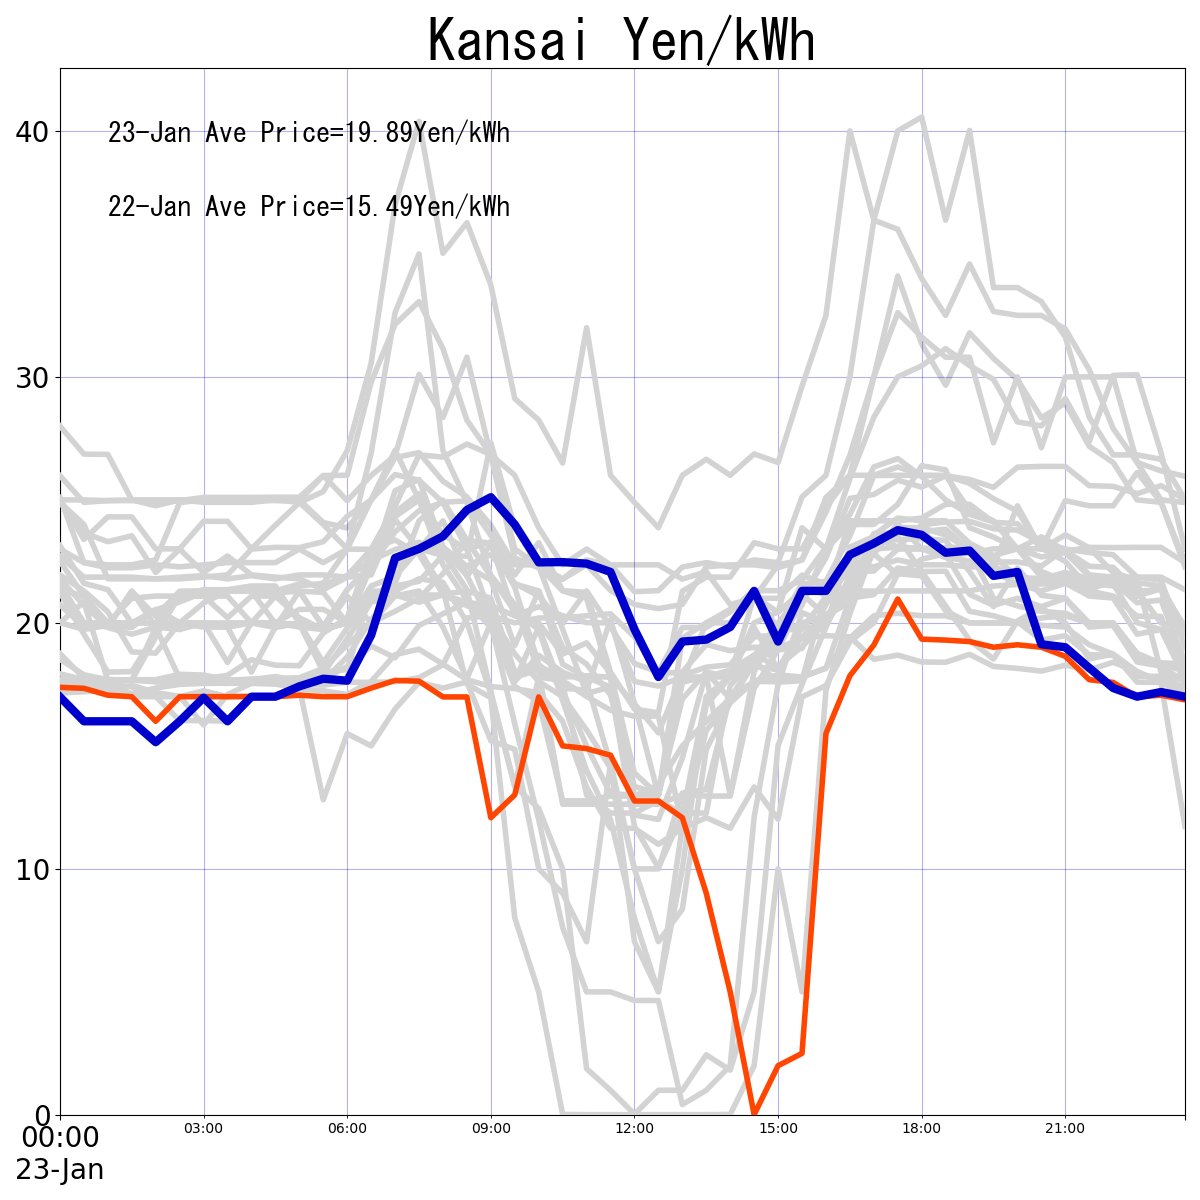 Kansai Yen/kWh
40
23-Jan Ave Price=19.89Yen/kWh
22-Jan Ave Price=15.49Yen/kWh
30
20
10
0
00:00 03:00 06:00 09:00 12:00 15:00 18:00 21:00
23-Jan